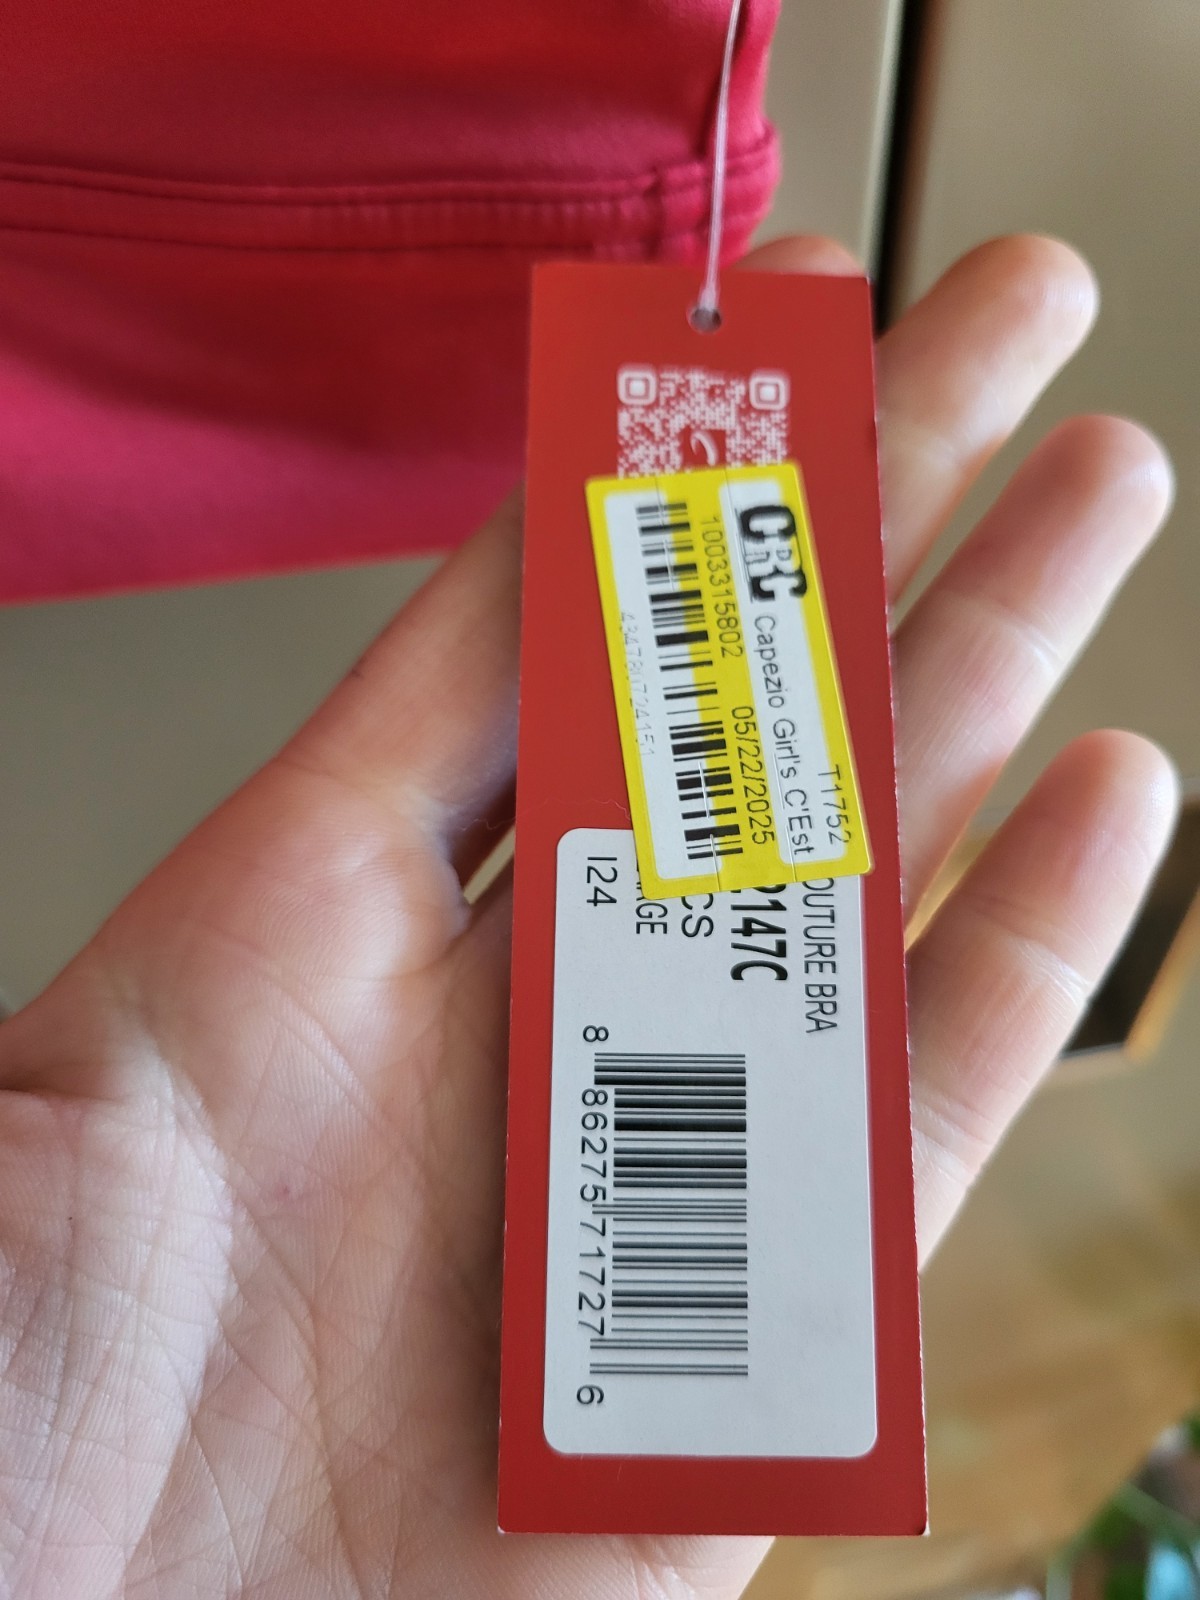 T1752
CRC Capezio Girl's C'Est
1003315802 05/22/2025
434780724151
OUTURE BRA
147C
CS
GE
I24
8 86275 71727 6